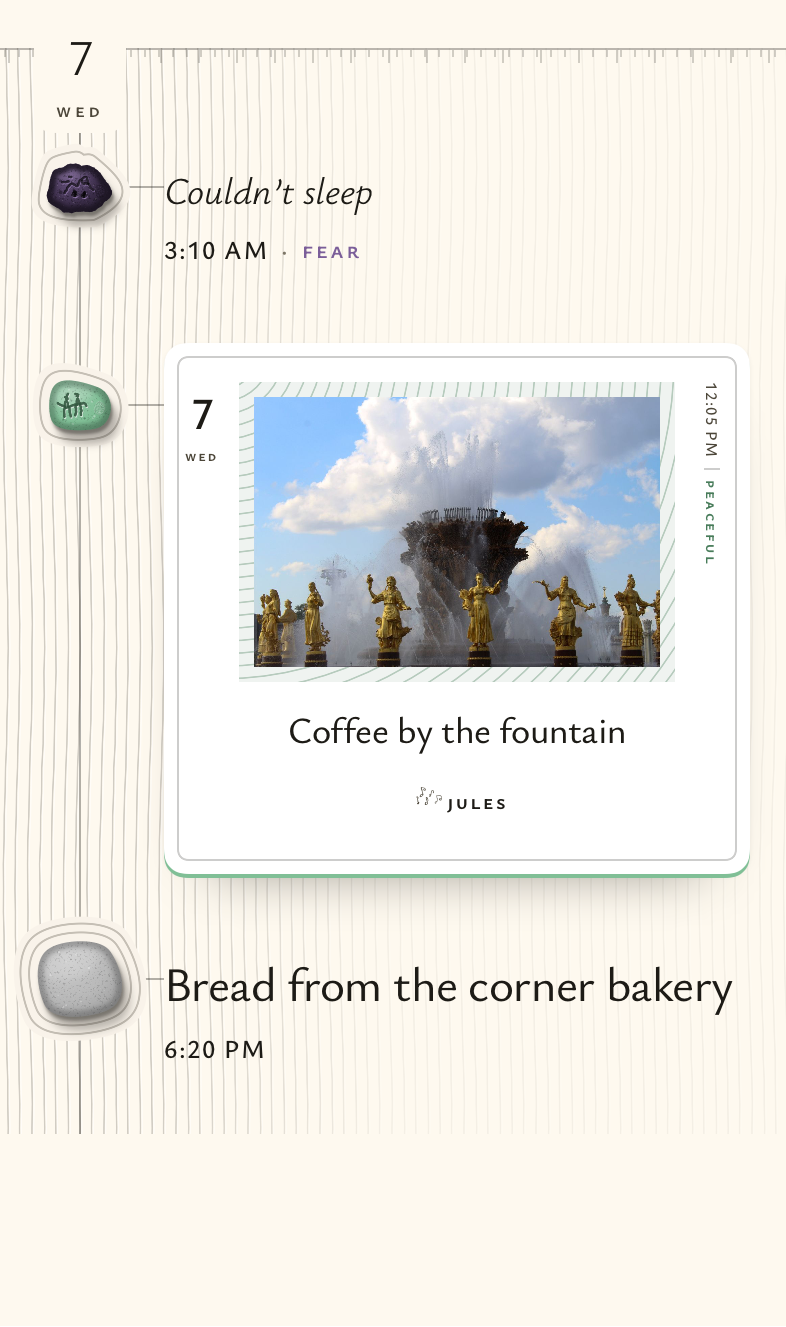 7
WED
Couldn’t sleep
3:10 AM · FEAR
7
WED
12:05 PM | PEACEFUL
Coffee by the fountain
JULES
Bread from the corner bakery
6:20 PM